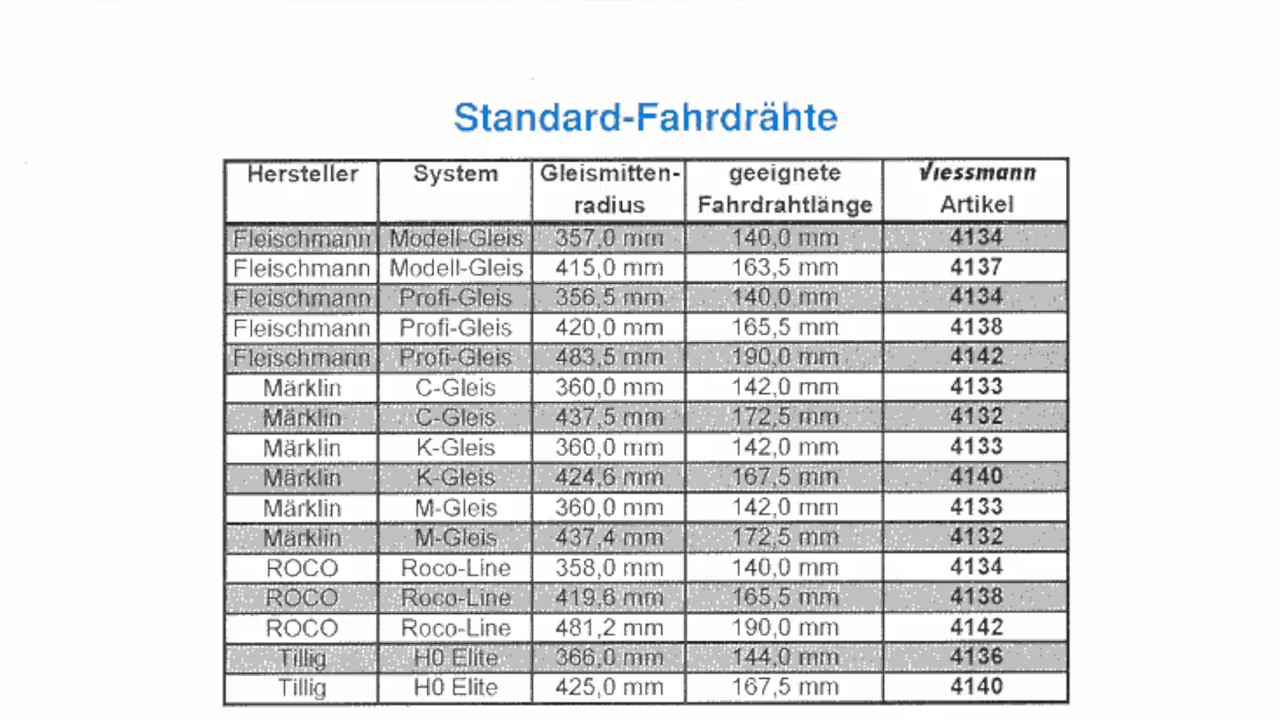 Standard-Fahrdrähte
Hersteller System Gleismitten- geeignete Viessmann
radius Fahrdrahtlänge Artikel
Fleischmann Modell-Gleis 357,0 mm 140,0 mm 4134
Fleischmann Modell-Gleis 415,0 mm 163,5 mm 4137
Fleischmann Profi-Gleis 356,5 mm 140,0 mm 4134
Fleischmann Profi-Gleis 420,0 mm 165,5 mm 4138
Fleischmann Profi-Gleis 483,5 mm 190,0 mm 4142
Märklin C-Gleis 360,0 mm 142,0 mm 4133
Märklin C-Gleis 437,5 mm 172,5 mm 4132
Märklin K-Gleis 360,0 mm 142,0 mm 4133
Märklin K-Gleis 424,6 mm 167,5 mm 4140
Märklin M-Gleis 360,0 mm 142,0 mm 4133
Märklin M-Gleis 437,4 mm 172,5 mm 4132
ROCO Roco-Line 358,0 mm 140,0 mm 4134
ROCO Roco-Line 419,6 mm 165,5 mm 4138
ROCO Roco-Line 481,2 mm 190,0 mm 4142
Tillig H0 Elite 366,0 mm 144,0 mm 4136
Tillig H0 Elite 425,0 mm 167,5 mm 4140